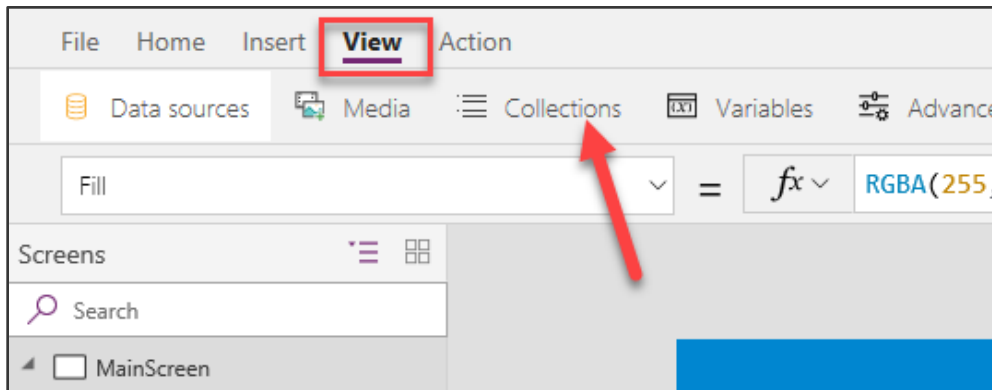 File Home Insert View Action
Data sources Media Collections (x) Variables Advance
Fill = fx RGBA(255,
Screens
Search
MainScreen